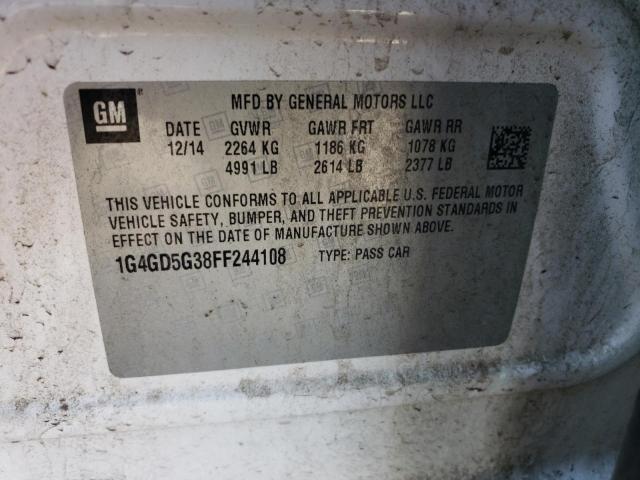 GM
MFD BY GENERAL MOTORS LLC
DATE GVWR GAWR FRT GAWR RR
12/14 2264 KG 1186 KG 1078 KG
4991 LB 2614 LB 2377 LB
THIS VEHICLE CONFORMS TO ALL APPLICABLE U.S. FEDERAL MOTOR
VEHICLE SAFETY, BUMPER, AND THEFT PREVENTION STANDARDS IN
EFFECT ON THE DATE OF MANUFACTURE SHOWN ABOVE.
1G4GD5G38FF244108 TYPE: PASS CAR